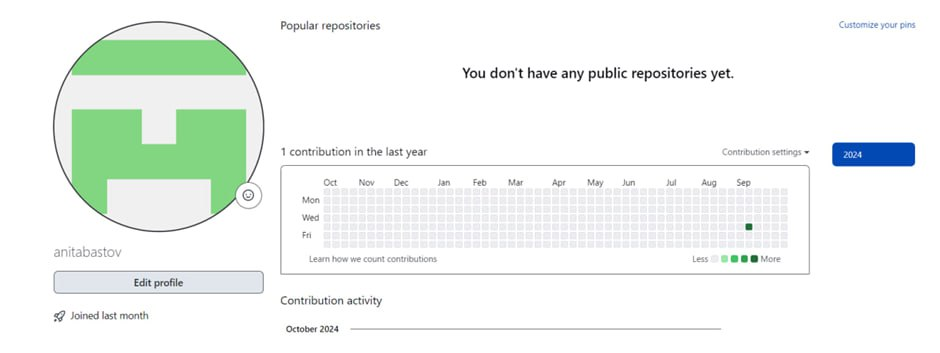 Popular repositories
Customize your pins
You don't have any public repositories yet.
1 contribution in the last year
Contribution settings
2024
Oct Nov Dec Jan Feb Mar Apr May Jun Jul Aug Sep
Mon
Wed
Fri
Learn how we count contributions
Less More
anitabastov
Edit profile
Joined last month
Contribution activity
October 2024